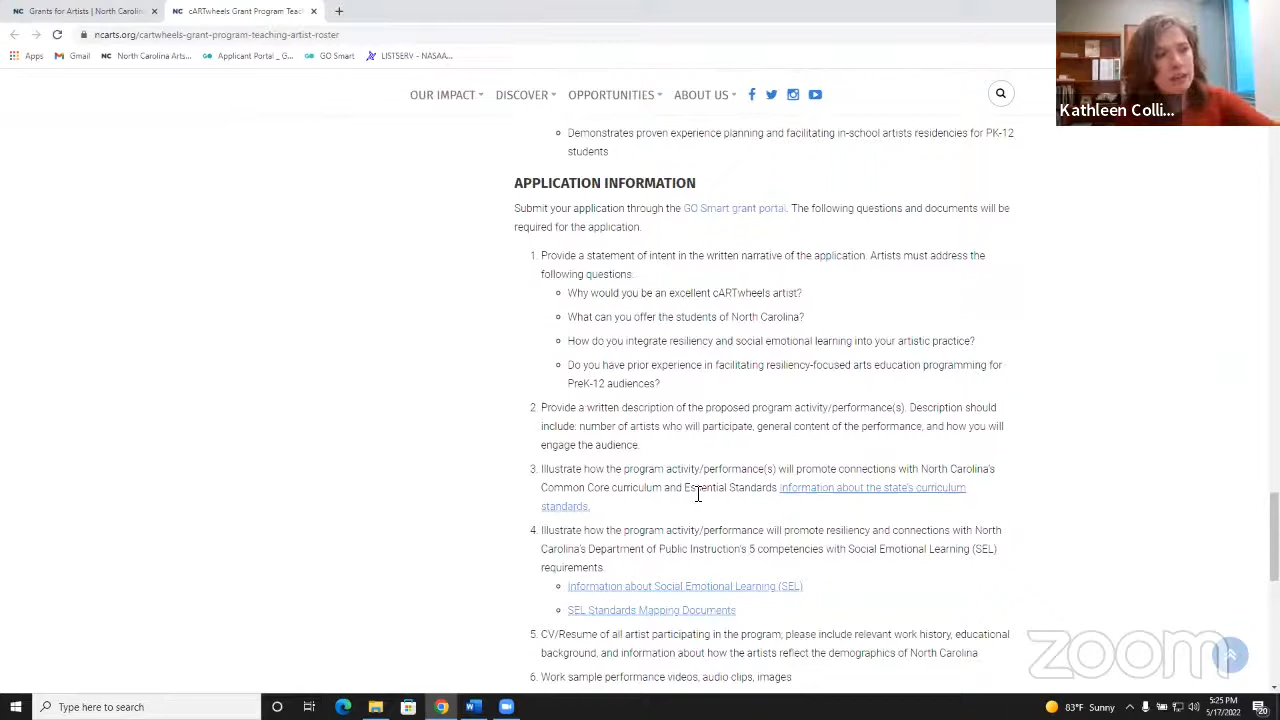 NC Grants for Artists | North Carolin
NC cARTwheels Grant Program Teach
ncarts.org/cartwheels-grant-program-teaching-artist-roster
Apps
Gmail
NC North Carolina Arts...
Applicant Portal _ G...
GO Smart
LISTSERV - NASAA...
Kathleen Colli...
OUR IMPACT DISCOVER OPPORTUNITIES ABOUT US
Demonstrates proven experience planning and facilitating in-school artists residencies for PK-12
students
APPLICATION INFORMATION
Submit your application through the GO Smart grant portal. The following questions and documents will be
required for the application.
1. Provide a statement of intent in the written narrative of the application. Artists must address the
following questions.
Why would you be an excellent cARTwheels artist?
What can you offer the students of North Carolina?
How do you integrate resiliency and social emotional learning into your artistic practice?
Do you have prior experience in facilitating resiliency-focused arts education programming for
PreK-12 audiences?
2. Provide a written description of the proposed program activity/performance(s). Description should
include: number of artists who will participate, general content of the performance, and how you will
engage the audience.
3. Illustrate how the program activity/performance(s) will promote connections with North Carolina's
Common Core curriculum and Essential Standards information about the state's curriculum
standards.
4. Illustrate how the program activity/performance will promote resiliency and connections with North
Carolina's Department of Public Instruction's 5 competencies with Social Emotional Learning (SEL)
requirements.
Information about Social Emotional Learning (SEL)
SEL Standards Mapping Documents
5. CV/Resume of all artist participating in the program, please include relevant work history, educational
background, and information about how the artists reflect the demographics of North Carolina
6. Work sample performance videos, audio clips, images
zoom
Type here to search
83°F Sunny
5:25 PM
5/17/2022
20